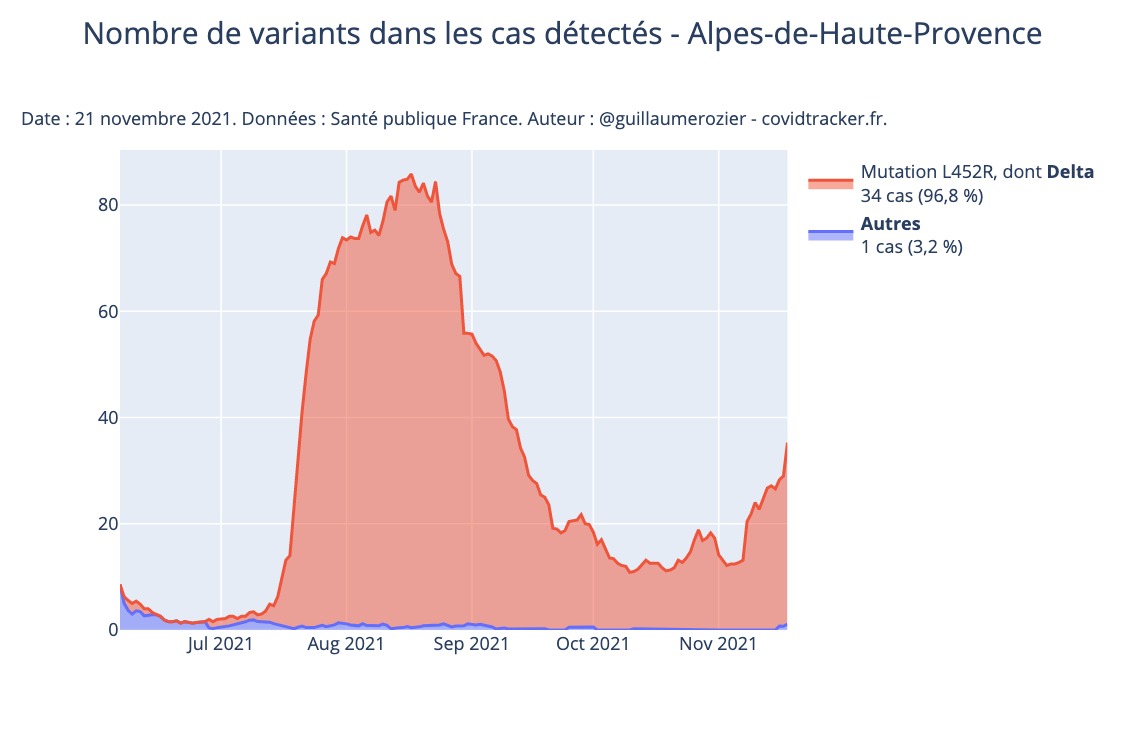 Nombre de variants dans les cas détectés - Alpes-de-Haute-Provence
Date : 21 novembre 2021. Données : Santé publique France. Auteur : @guillaumerozier - covidtracker.fr.
Mutation L452R, dont Delta
34 cas (96,8 %)
Autres
1 cas (3,2 %)
80
60
40
20
0
Jul 2021
Aug 2021
Sep 2021
Oct 2021
Nov 2021